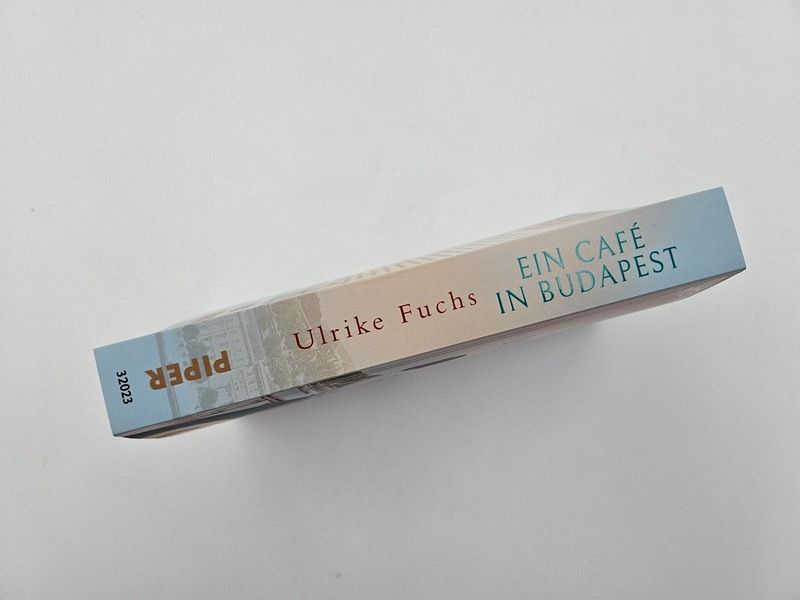 EIN CAFÉ
IN BUDAPEST
Ulrike Fuchs
PIPER
32023